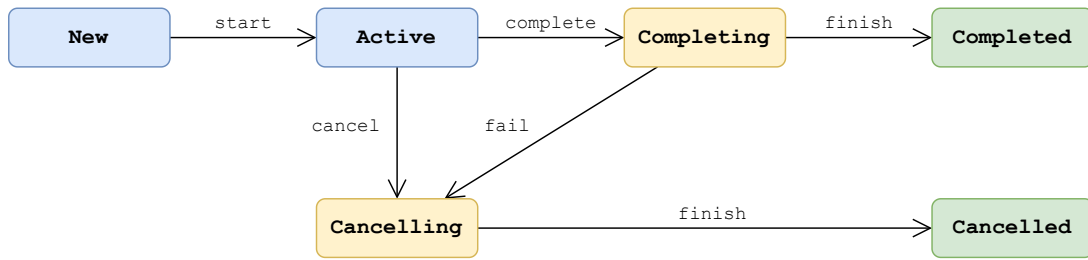 start
complete
finish
New
Active
Completing
Completed
cancel
fail
finish
Cancelling
Cancelled